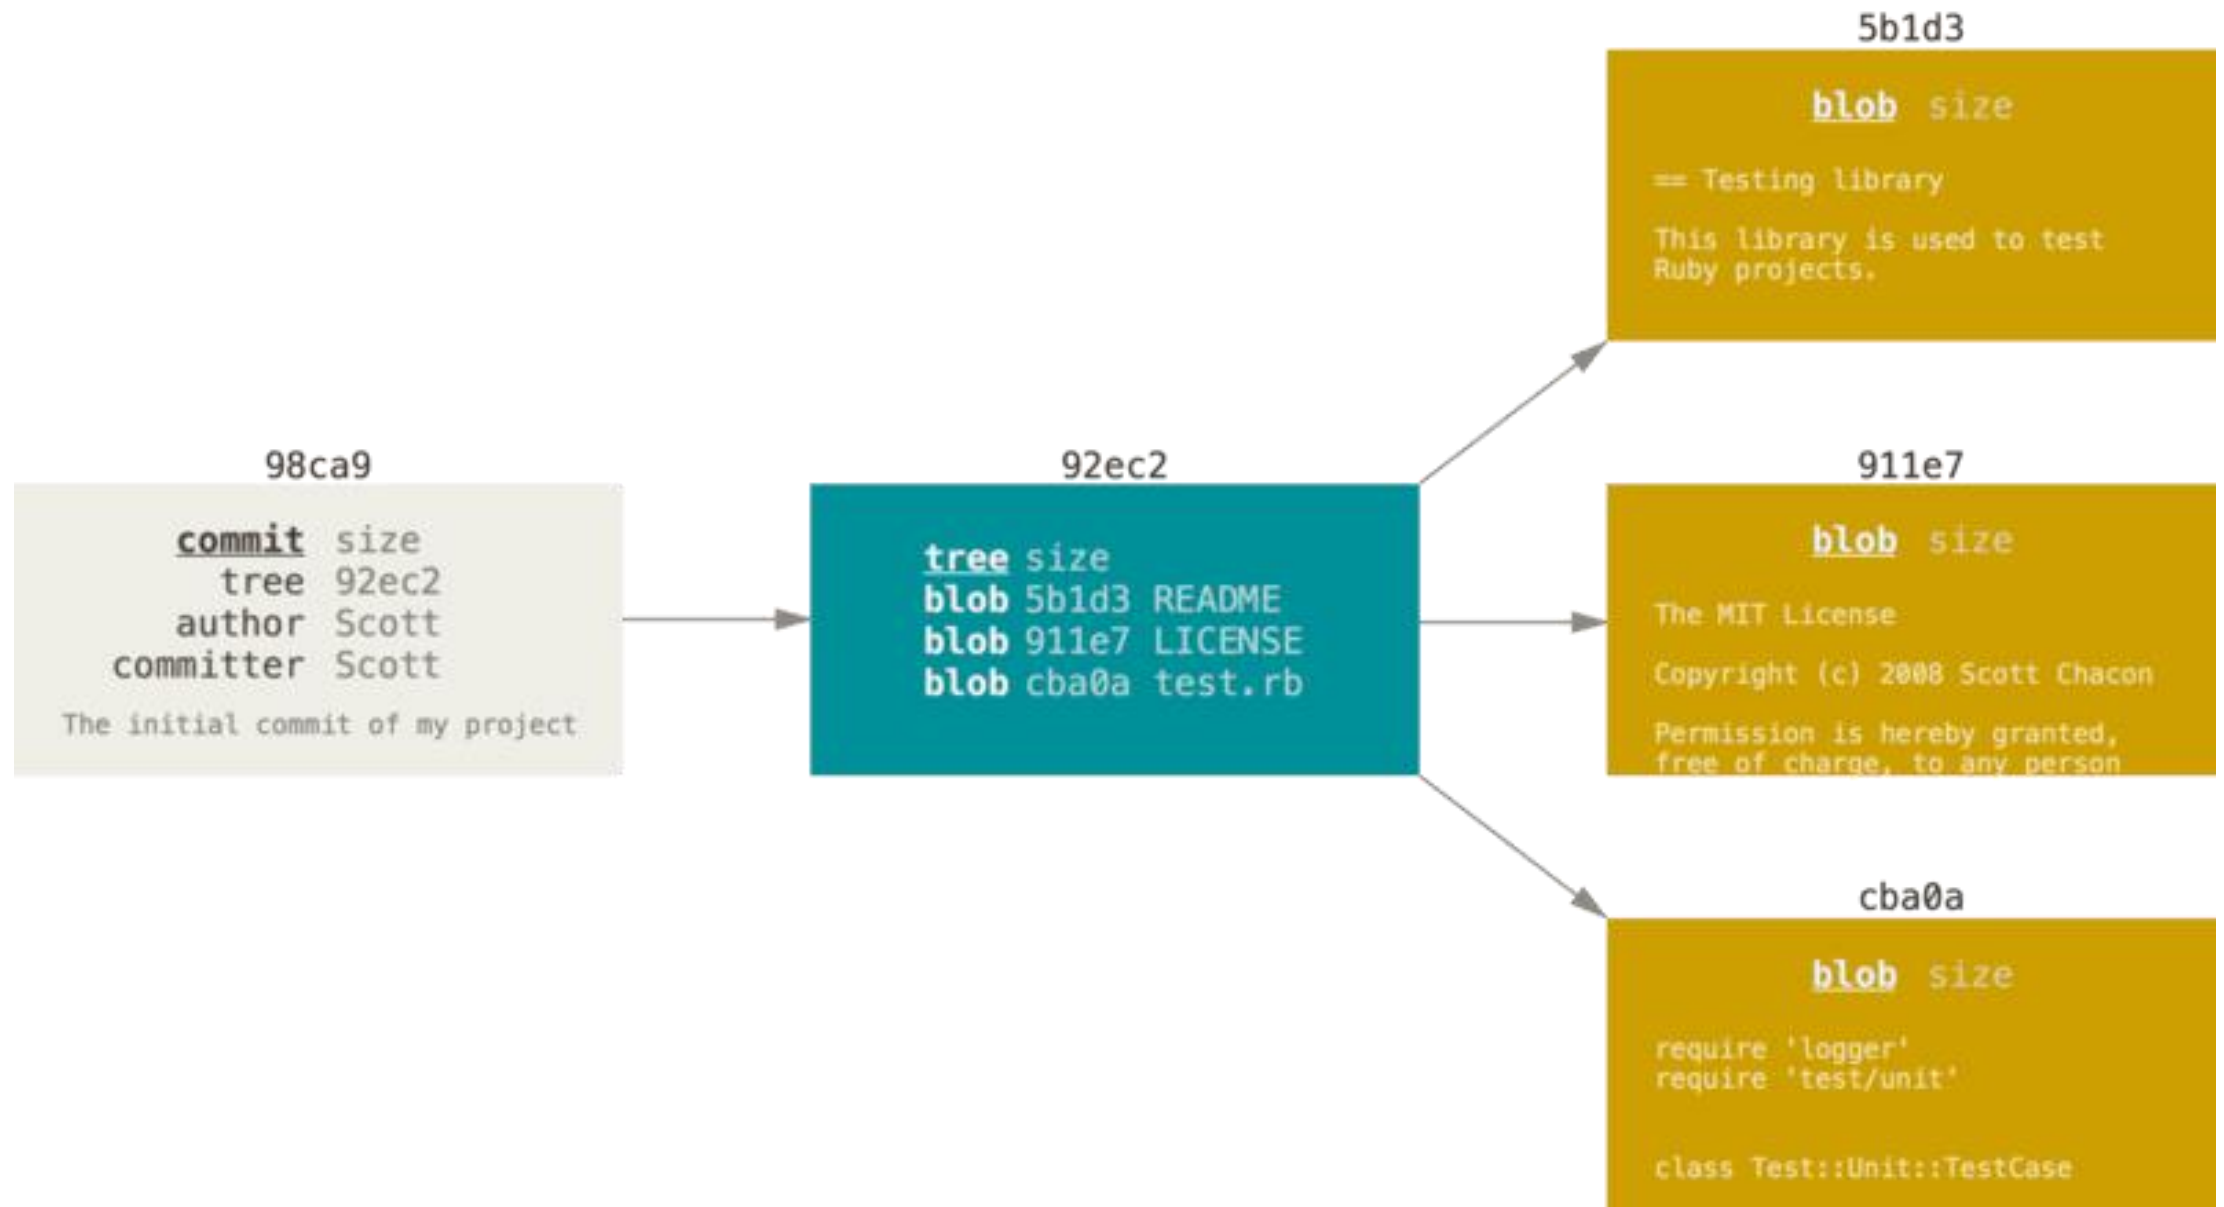 98ca9
commit size
tree 92ec2
author Scott
committer Scott
The initial commit of my project
92ec2
tree size
blob 5b1d3 README
blob 911e7 LICENSE
blob cba0a test.rb
5b1d3
blob size
== Testing library
This library is used to test
Ruby projects.
911e7
blob size
The MIT License
Copyright (c) 2008 Scott Chacon
Permission is hereby granted,
free of charge, to any person
cba0a
blob size
require 'logger'
require 'test/unit'
class Test::Unit::TestCase